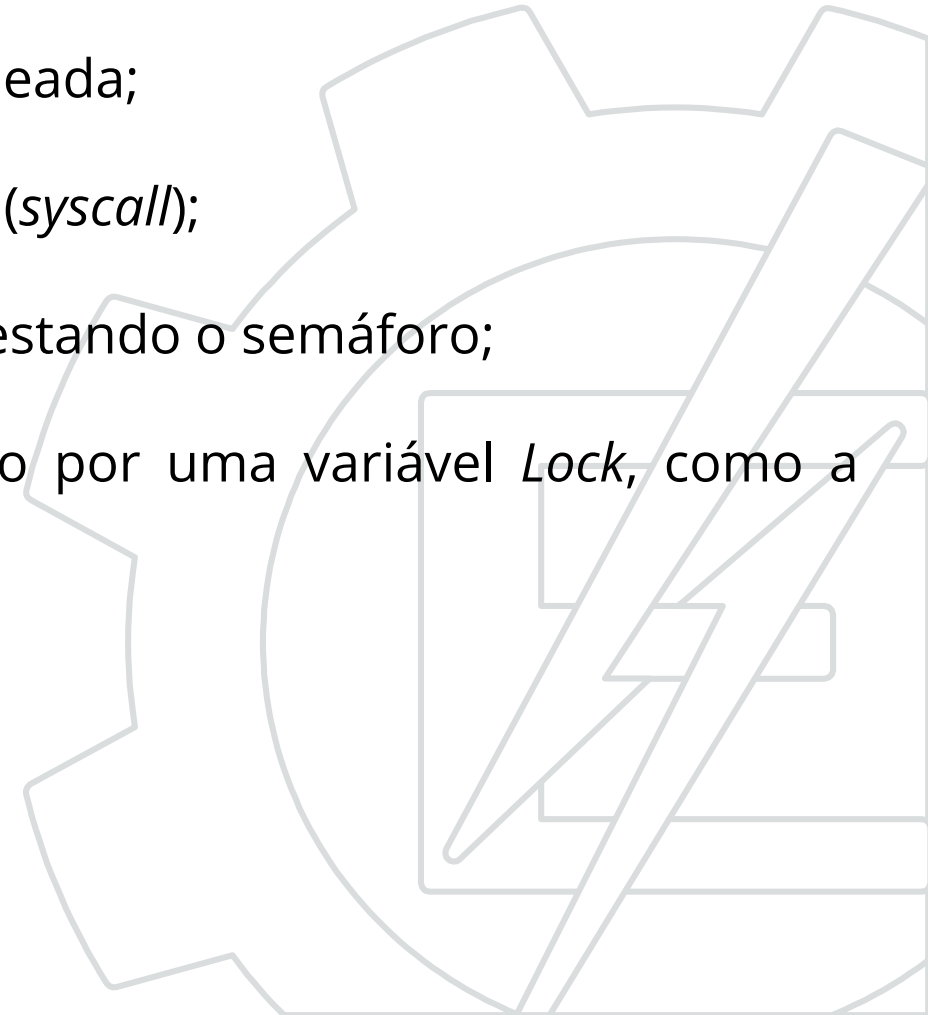 eada;
(syscall);
estando o semáforo;
o por uma variável Lock, como a